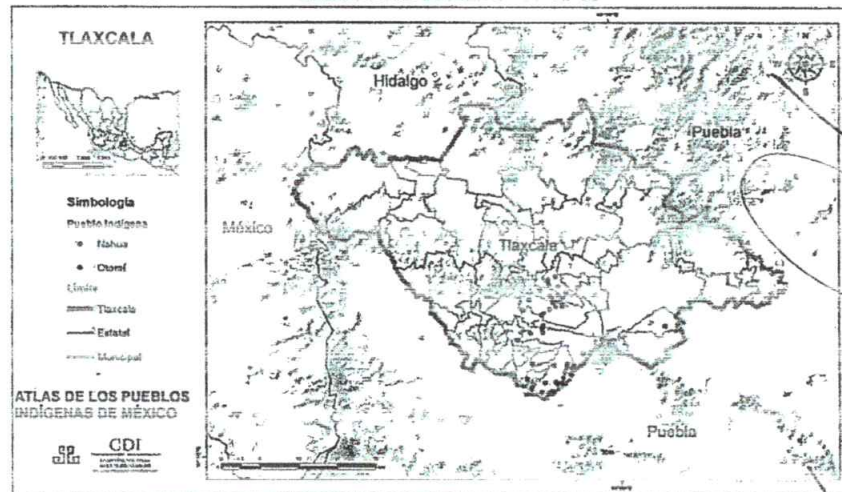 TLAXCALA
Simbología
Pueblo Indígena
Nahua
Otomí
Límite
Tlaxcala
Estatal
Municipal
ATLAS DE LOS PUEBLOS
INDÍGENAS DE MÉXICO
CDI
Hidalgo
Puebla
México
Tlaxcala
Puebla
N
S